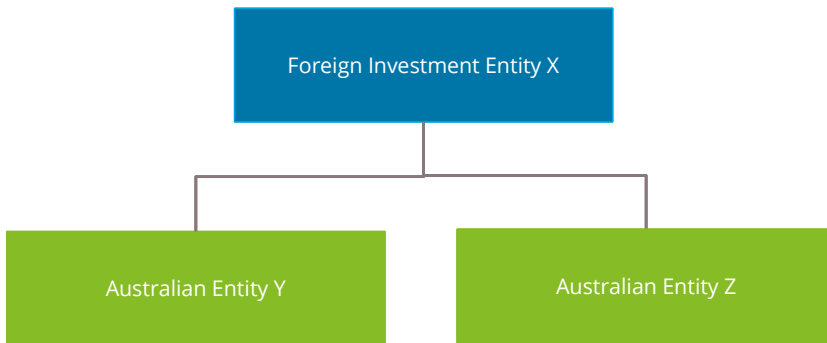 Foreign Investment Entity X
Australian Entity Y
Australian Entity Z